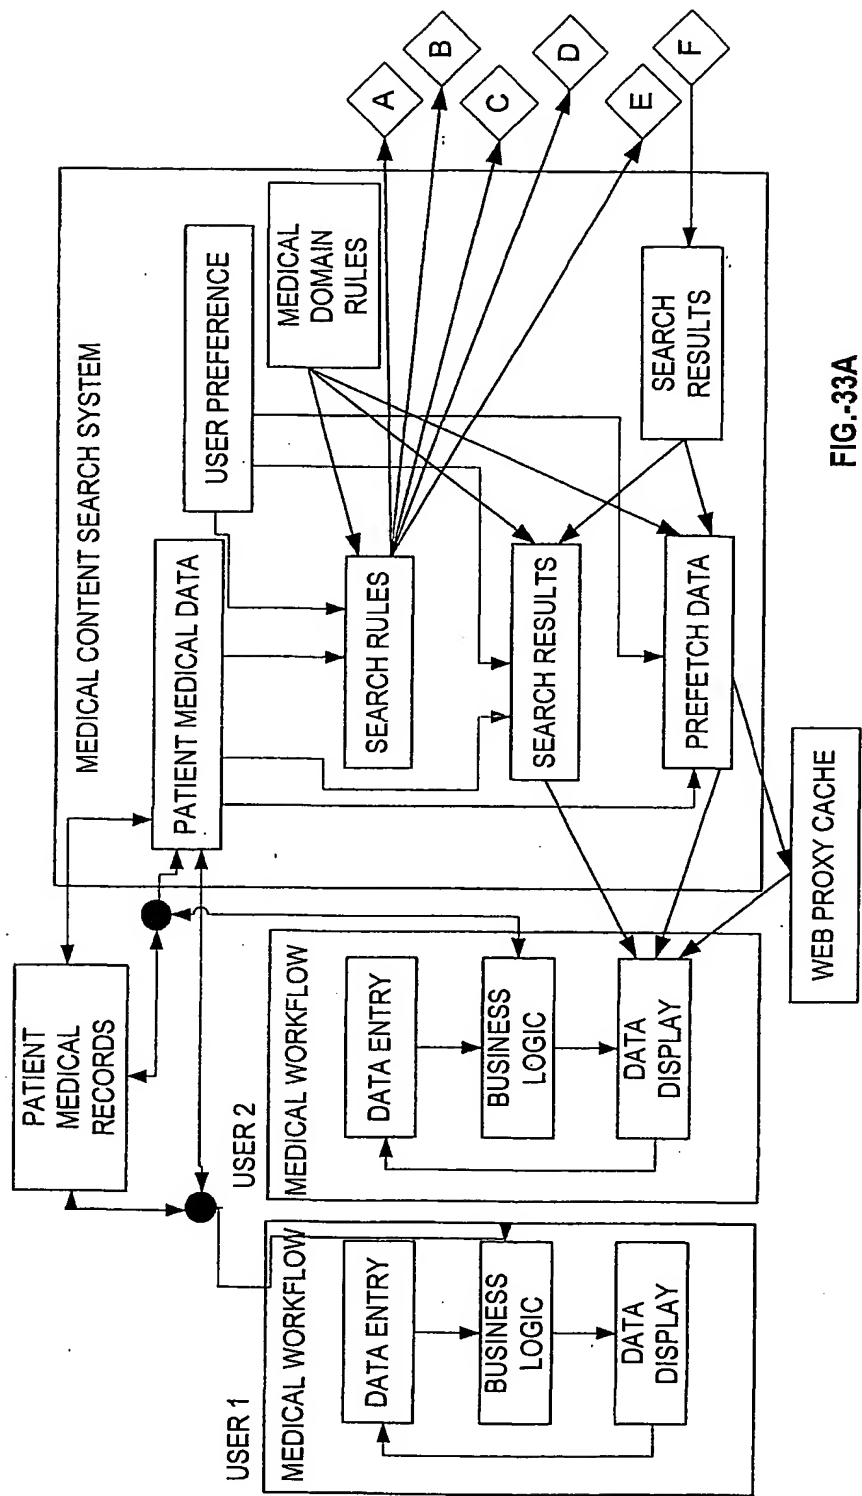 PATIENT
MEDICAL
RECORDS
USER 1
MEDICAL WORKFLOW
DATA ENTRY
BUSINESS
LOGIC
DATA
DISPLAY
USER 2
MEDICAL WORKFLOW
DATA ENTRY
BUSINESS
LOGIC
DATA
DISPLAY
WEB PROXY CACHE
MEDICAL CONTENT SEARCH SYSTEM
PATIENT MEDICAL DATA
USER PREFERENCE
MEDICAL
DOMAIN
RULES
SEARCH RULES
SEARCH RESULTS
PREFETCH DATA
SEARCH
RESULTS
A
B
C
D
E
F
FIG.-33A